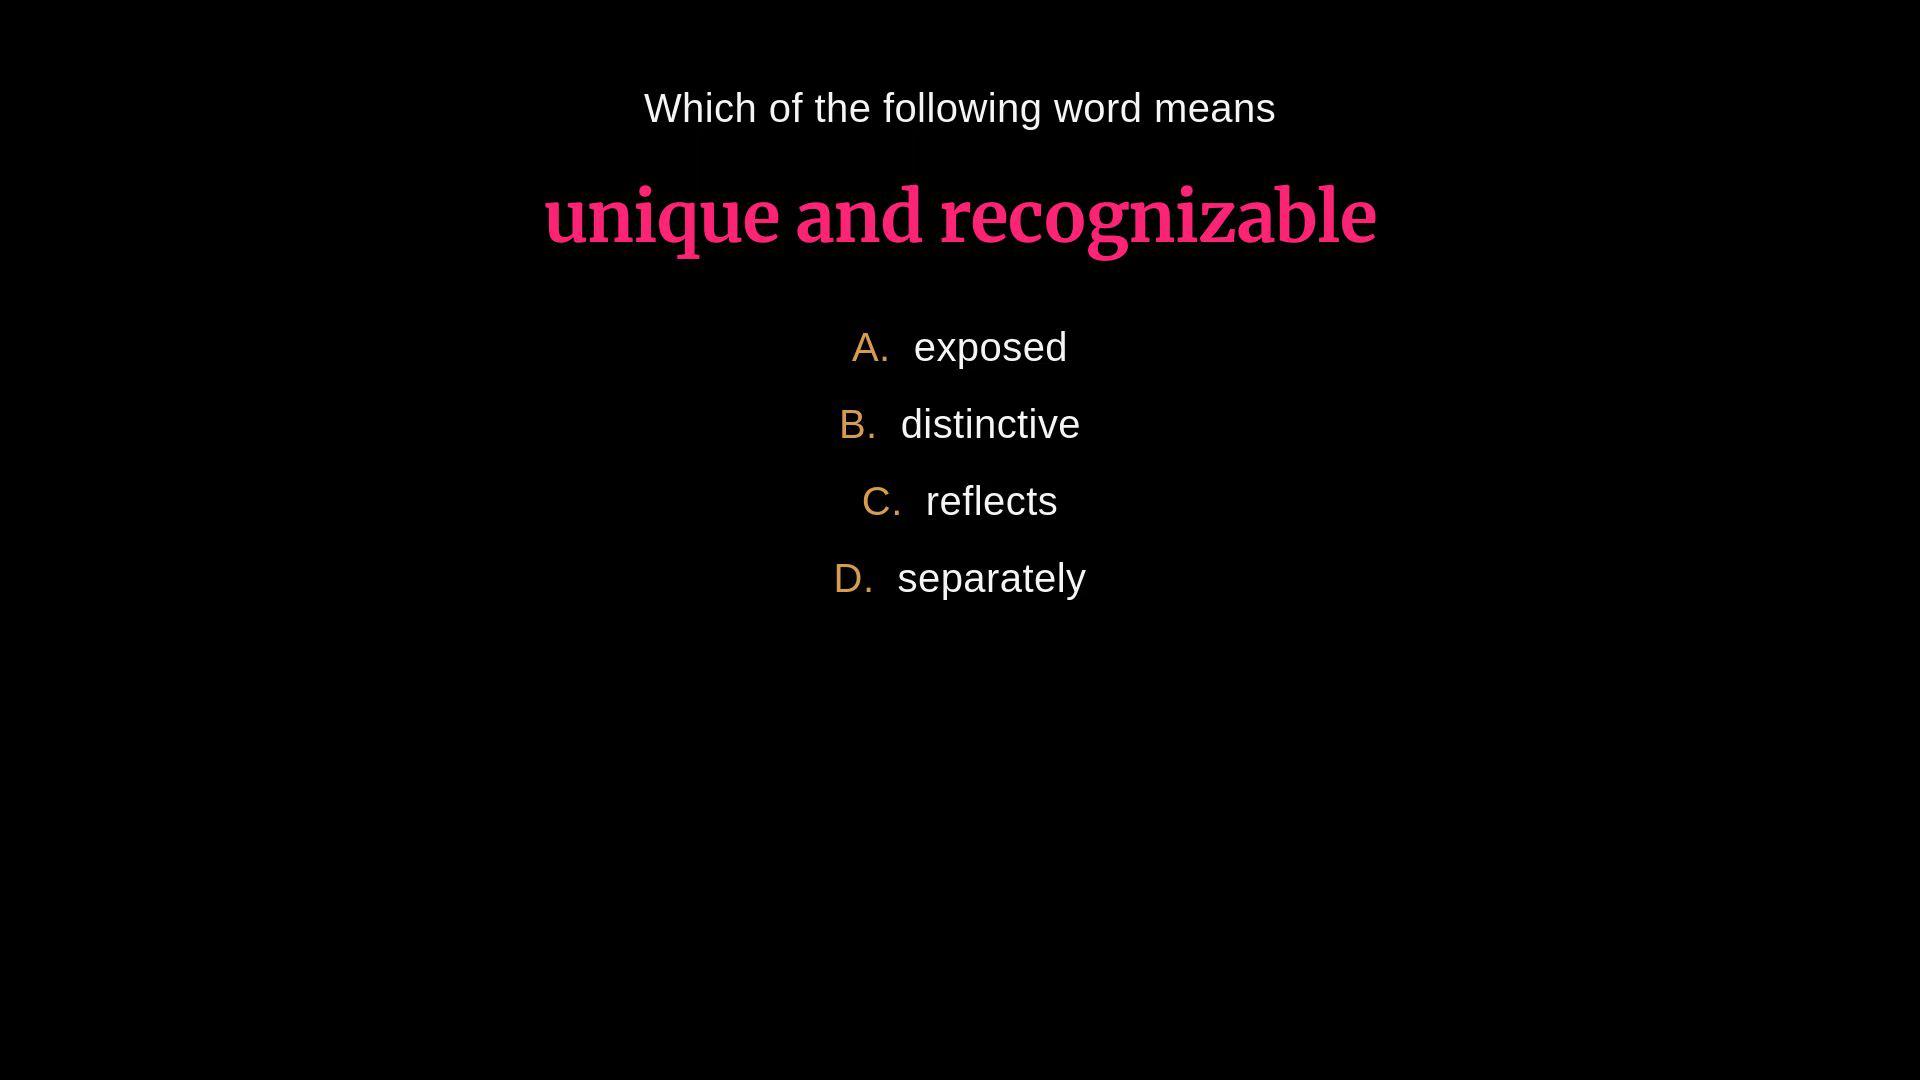 Which of the following word means
unique and recognizable
A. exposed
B. distinctive
C. reflects
D. separately